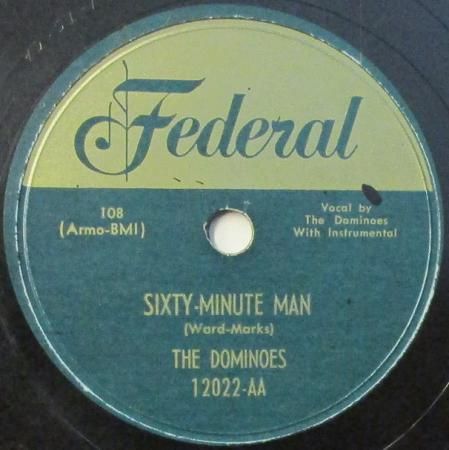 Federal
108
(Armo-BMI)
Vocal by
The Dominoes
With Instrumental
SIXTY-MINUTE MAN
(Ward-Marks)
THE DOMINOES
12022-AA